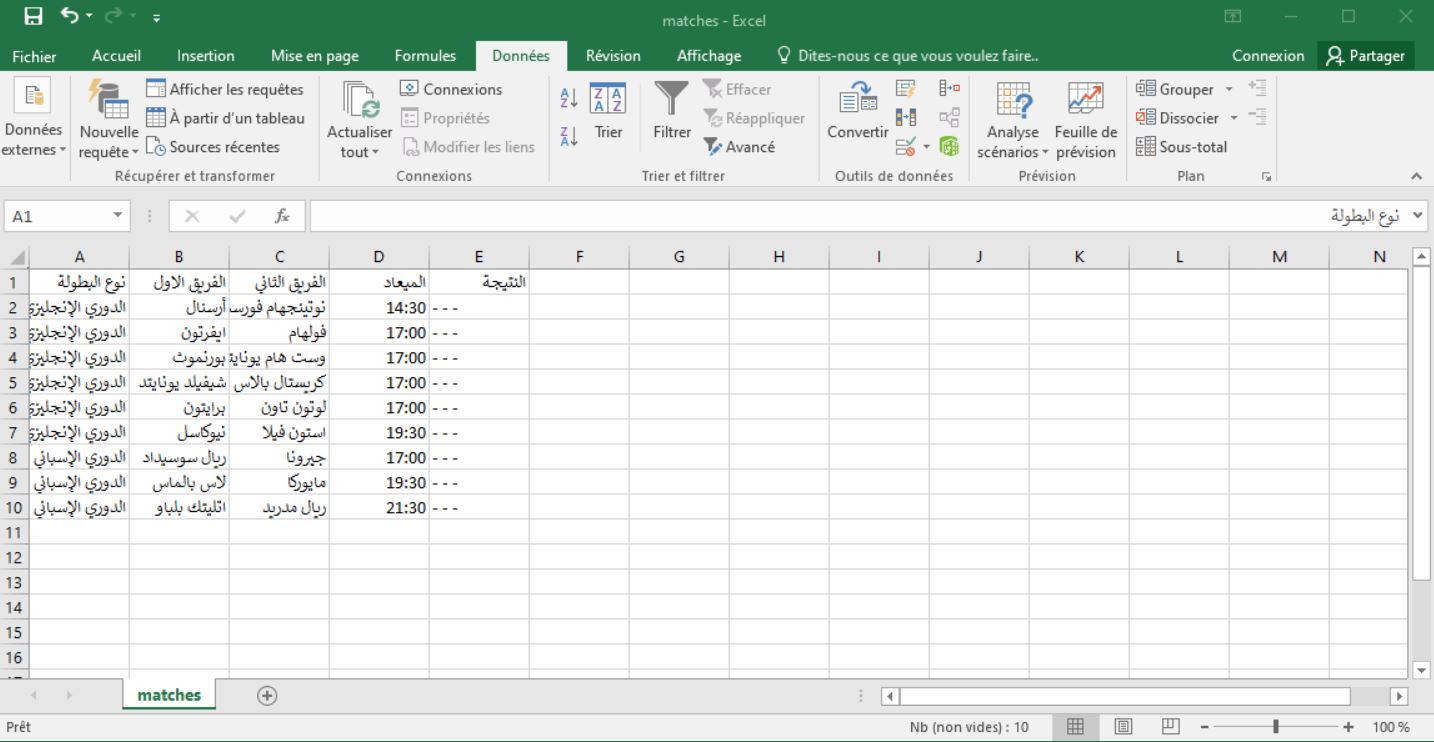 matches - Excel
Fichier Accueil Insertion Mise en page Formules Données Révision Affichage Dites-nous ce que vous voulez faire.. Connexion Partager
Données externes
Nouvelle requête
Afficher les requêtes
À partir d'un tableau
Sources récentes
Récupérer et transformer
Actualiser tout
Connexions
Propriétés
Modifier les liens
Connexions
Trier
Filtrer
Effacer
Réappliquer
Avancé
Trier et filtrer
Convertir
Outils de données
Analyse scénarios
Feuille de prévision
Prévision
Grouper
Dissocier
Sous-total
Plan
A1 fx نوع البطولة
A B C D E F G H I J K L M N
1 نوع البطولة الفريق الاول الفريق الثاني الميعاد النتيجة
2 الدوري الإنجليزي أرسنال نوتينجهام فورس 14:30 - - -
3 الدوري الإنجليزي ايفرتون فولهام 17:00 - - -
4 الدوري الإنجليزي بورنموث وست هام يونايت 17:00 - - -
5 الدوري الإنجليزي شيفيلد يونايتد كريستال بالاس 17:00 - - -
6 الدوري الإنجليزي برايتون لوتون تاون 17:00 - - -
7 الدوري الإنجليزي نيوكاسل استون فيلا 19:30 - - -
8 الدوري الإسباني ريال سوسيداد جيرونا 17:00 - - -
9 الدوري الإسباني لاس بالماس مايوركا 19:30 - - -
10 الدوري الإسباني اتليتك بلباو ريال مدريد 21:30 - - -
11
12
13
14
15
16
matches
Prêt Nb (non vides) : 10 100 %